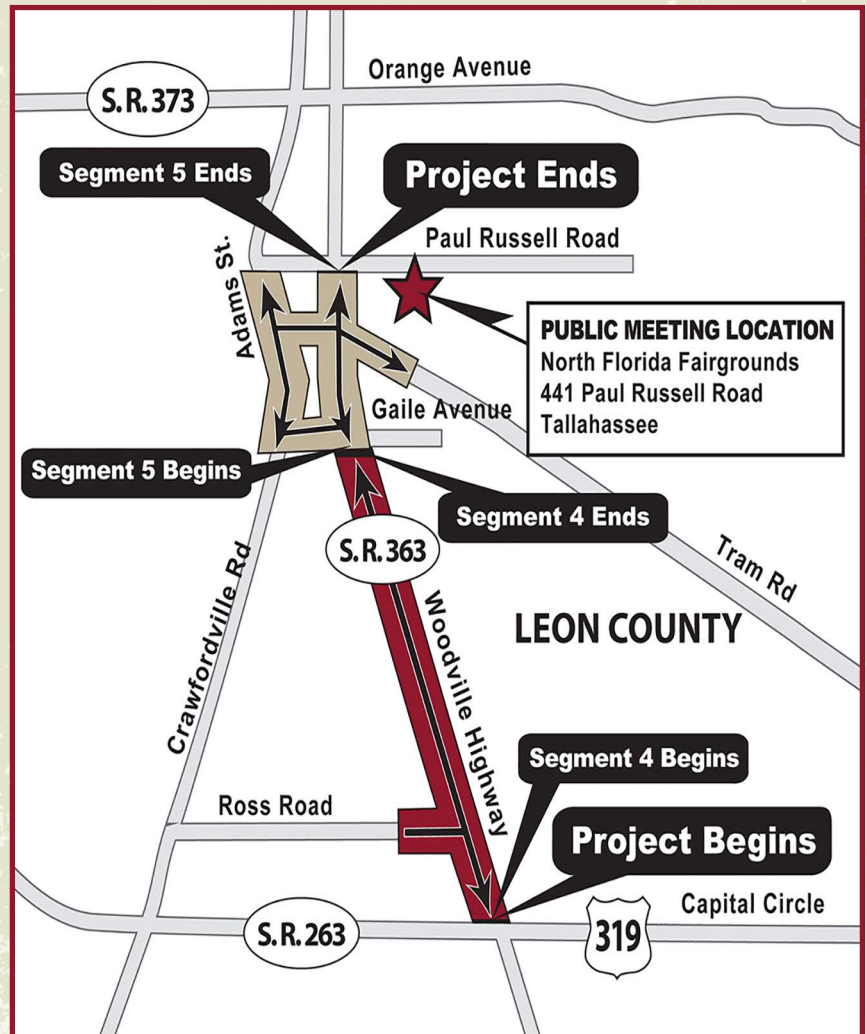 Orange Avenue
S.R. 373
Segment 5 Ends
Project Ends
Paul Russell Road
Adams St.
PUBLIC MEETING LOCATION
North Florida Fairgrounds
441 Paul Russell Road
Tallahassee
Gaile Avenue
Segment 5 Begins
Segment 4 Ends
S.R. 363
Tram Rd
Woodville Highway
LEON COUNTY
Crawfordville Rd
Segment 4 Begins
Ross Road
Project Begins
Capital Circle
S.R. 263
319